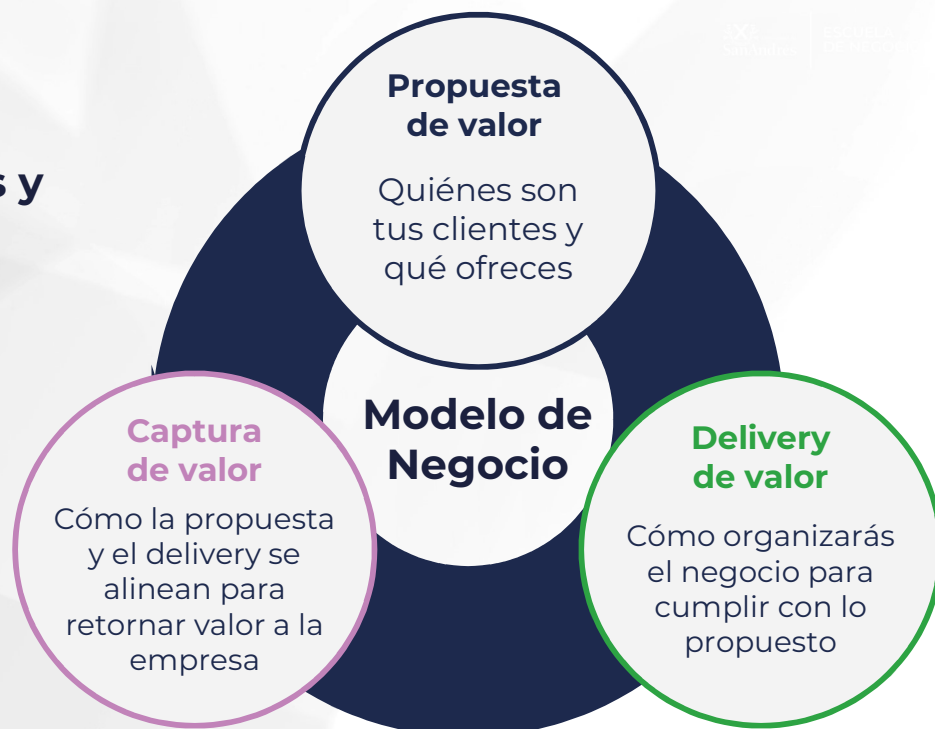 s y
Propuesta
de valor
Quiénes son
tus clientes y
qué ofreces
Modelo de
Negocio
Captura
de valor
Cómo la propuesta
y el delivery se
alinean para
retornar valor a la
empresa
Delivery
de valor
Cómo organizarás
el negocio para
cumplir con lo
propuesto